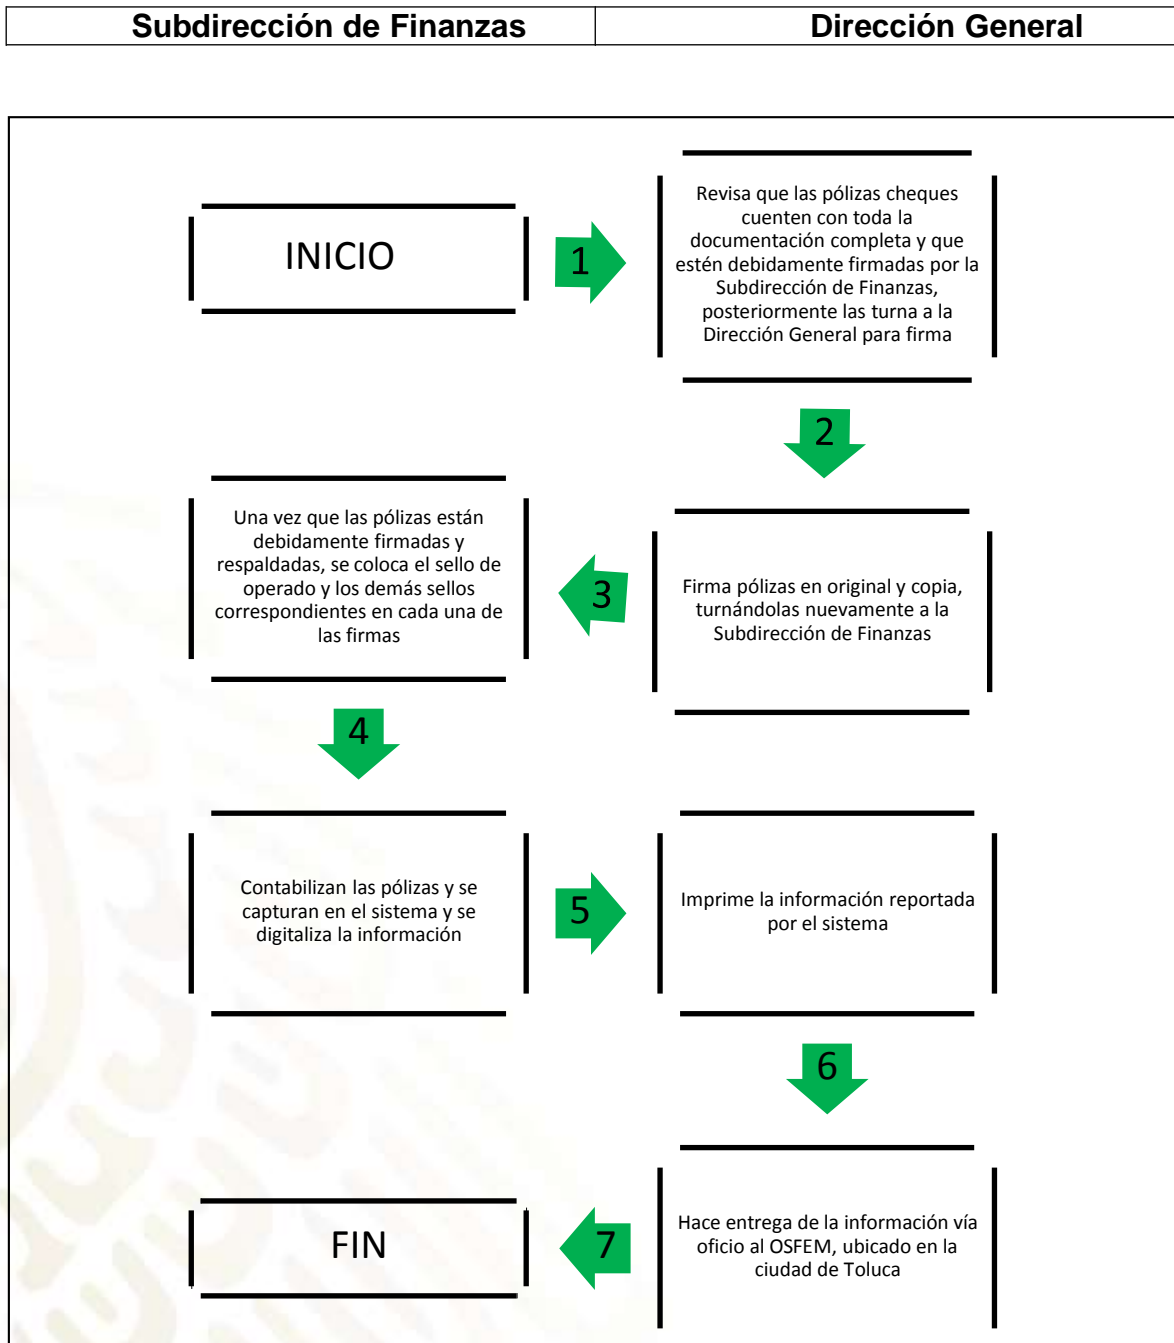 Subdirección de Finanzas
Dirección General
INICIO
1
Revisa que las pólizas cheques
cuenten con toda la
documentación completa y que
estén debidamente firmadas por la
Subdirección de Finanzas,
posteriormente las turna a la
Dirección General para firma
2
Firma pólizas en original y copia,
turnándolas nuevamente a la
Subdirección de Finanzas
3
Una vez que las pólizas están
debidamente firmadas y
respaldadas, se coloca el sello de
operado y los demás sellos
correspondientes en cada una de
las firmas
4
Contabilizan las pólizas y se
capturan en el sistema y se
digitaliza la información
5
Imprime la información reportada
por el sistema
6
Hace entrega de la información vía
oficio al OSFEM, ubicado en la
ciudad de Toluca
7
FIN